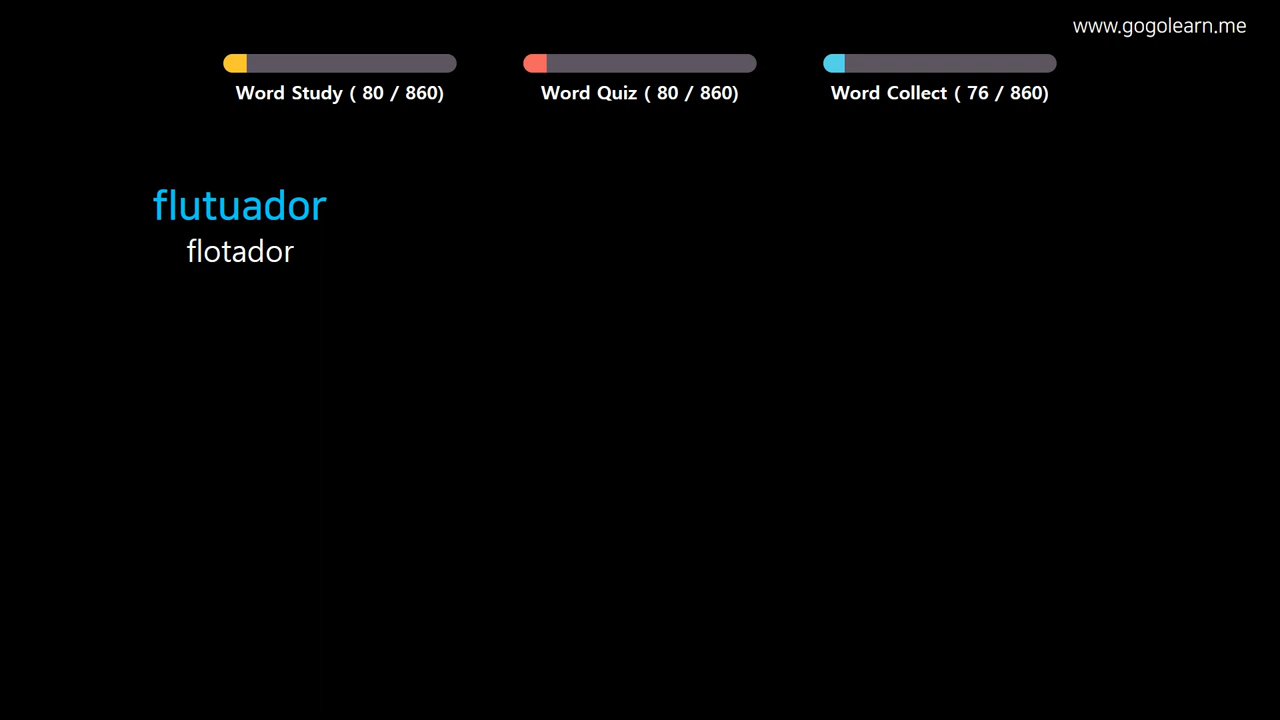 www.gogolearn.me
Word Study ( 80 / 860)
Word Quiz ( 80 / 860)
Word Collect ( 76 / 860)
flutuador
flotador